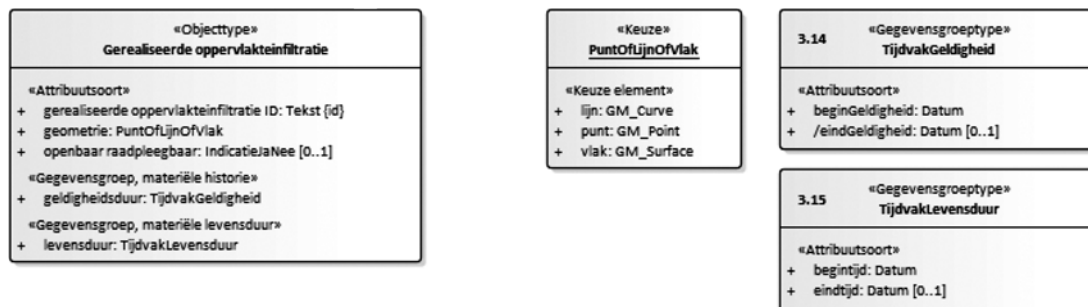 «Objecttype»
Gerealiseerde oppervlakteinfiltratie
«Attribuutsoort»
+ gerealiseerde oppervlakteinfiltratie ID: Tekst {id}
+ geometrie: PuntOfLijnOfVlak
+ openbaar raadpleegbaar: IndicatieJaNee [0..1]
«Gegevensgroep, materiële historie»
+ geldigheidsduur: TijdvakGeldigheid
«Gegevensgroep, materiële levensduur»
+ levensduur: TijdvakLevensduur
«Keuze»
PuntOfLijnOfVlak
«Keuze element»
+ lijn: GM_Curve
+ punt: GM_Point
+ vlak: GM_Surface
3.14 «Gegevensgroeptype»
TijdvakGeldigheid
«Attribuutsoort»
+ beginGeldigheid: Datum
+ /eindGeldigheid: Datum [0..1]
3.15 «Gegevensgroeptype»
TijdvakLevensduur
«Attribuutsoort»
+ begintijd: Datum
+ eindtijd: Datum [0..1]